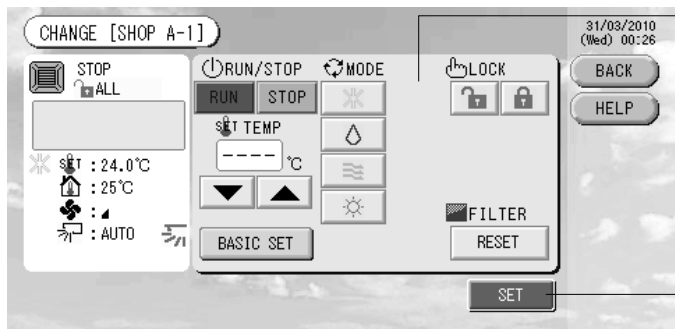 CHANGE [SHOP A-1]
31/03/2010
(Wed) 00:26
STOP
ALL
SET : 24.0℃
: 25℃
:
: AUTO
RUN/STOP
RUN STOP
SET TEMP
---- ℃
BASIC SET
MODE
LOCK
FILTER
RESET
BACK
HELP
SET